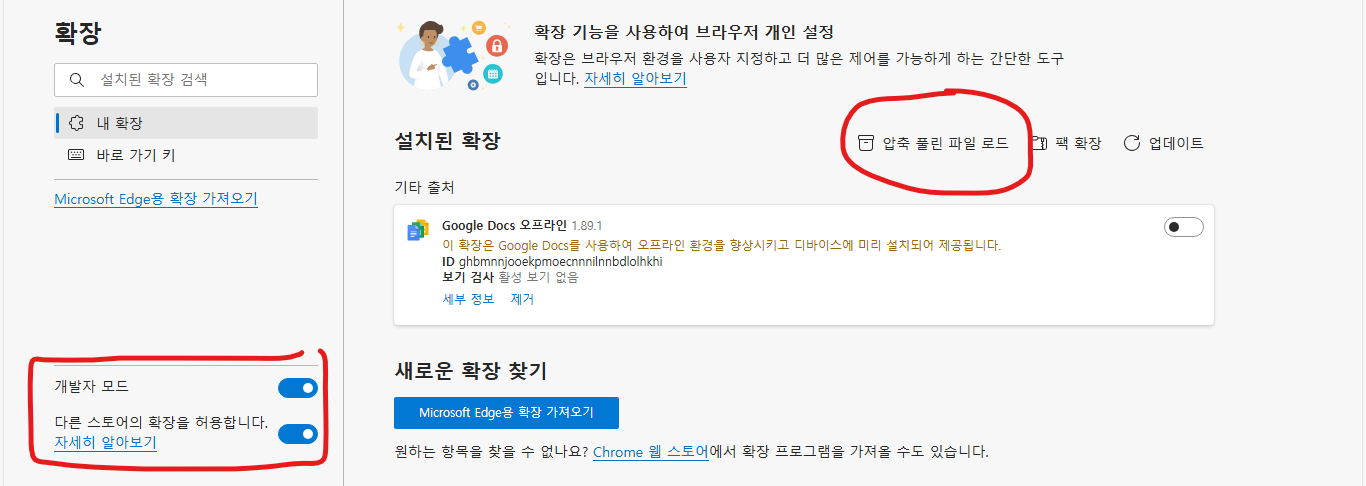 확장
설치된 확장 검색
내 확장
바로 가기 키
Microsoft Edge용 확장 가져오기
개발자 모드
다른 스토어의 확장을 허용합니다.
자세히 알아보기
확장 기능을 사용하여 브라우저 개인 설정
확장은 브라우저 환경을 사용자 지정하고 더 많은 제어를 가능하게 하는 간단한 도구
입니다. 자세히 알아보기
설치된 확장
압축 풀린 파일 로드
팩 확장
업데이트
기타 출처
Google Docs 오프라인 1.89.1
이 확장은 Google Docs를 사용하여 오프라인 환경을 향상시키고 디바이스에 미리 설치되어 제공됩니다.
ID ghbmnnjooekpmoecnnnilnnbdlolhkhi
보기 검사 활성 보기 없음
세부 정보 제거
새로운 확장 찾기
Microsoft Edge용 확장 가져오기
원하는 항목을 찾을 수 없나요? Chrome 웹 스토어에서 확장 프로그램을 가져올 수도 있습니다.